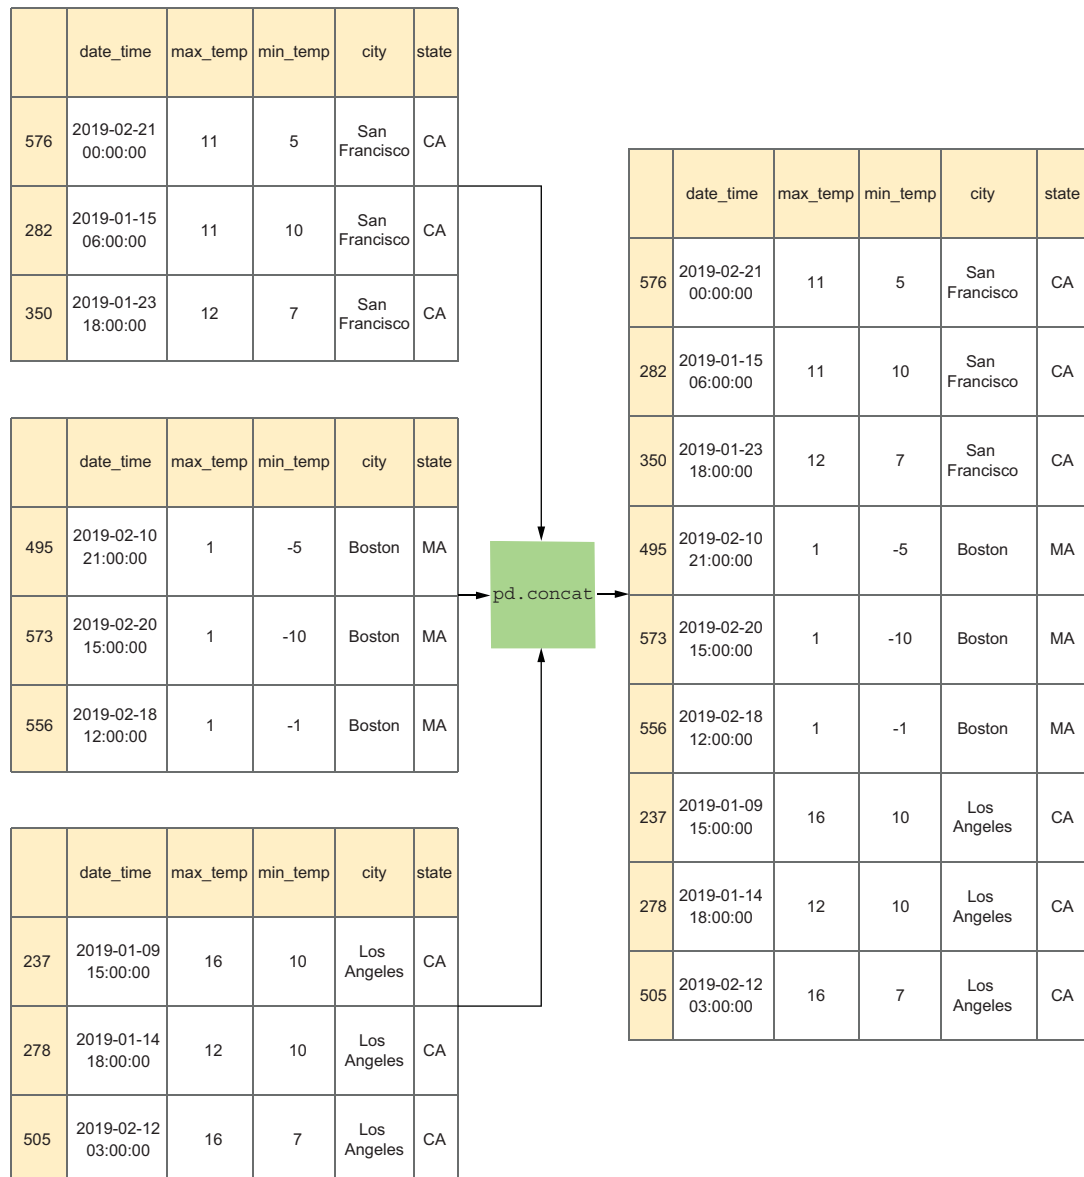 date_time max_temp min_temp city state
576 2019-02-21 00:00:00 11 5 San Francisco CA
282 2019-01-15 06:00:00 11 10 San Francisco CA
350 2019-01-23 18:00:00 12 7 San Francisco CA
date_time max_temp min_temp city state
495 2019-02-10 21:00:00 1 -5 Boston MA
573 2019-02-20 15:00:00 1 -10 Boston MA
556 2019-02-18 12:00:00 1 -1 Boston MA
date_time max_temp min_temp city state
237 2019-01-09 15:00:00 16 10 Los Angeles CA
278 2019-01-14 18:00:00 12 10 Los Angeles CA
505 2019-02-12 03:00:00 16 7 Los Angeles CA
pd.concat
date_time max_temp min_temp city state
576 2019-02-21 00:00:00 11 5 San Francisco CA
282 2019-01-15 06:00:00 11 10 San Francisco CA
350 2019-01-23 18:00:00 12 7 San Francisco CA
495 2019-02-10 21:00:00 1 -5 Boston MA
573 2019-02-20 15:00:00 1 -10 Boston MA
556 2019-02-18 12:00:00 1 -1 Boston MA
237 2019-01-09 15:00:00 16 10 Los Angeles CA
278 2019-01-14 18:00:00 12 10 Los Angeles CA
505 2019-02-12 03:00:00 16 7 Los Angeles CA